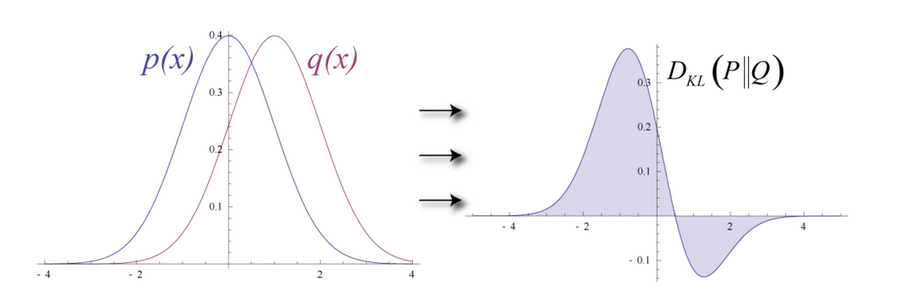 p(x) q(x)
0.4
0.3
0.2
0.1
- 4 - 2 2 4
D_KL (P||Q)
0.3
0.2
0.1
- 4 - 2 2 4
- 0.1